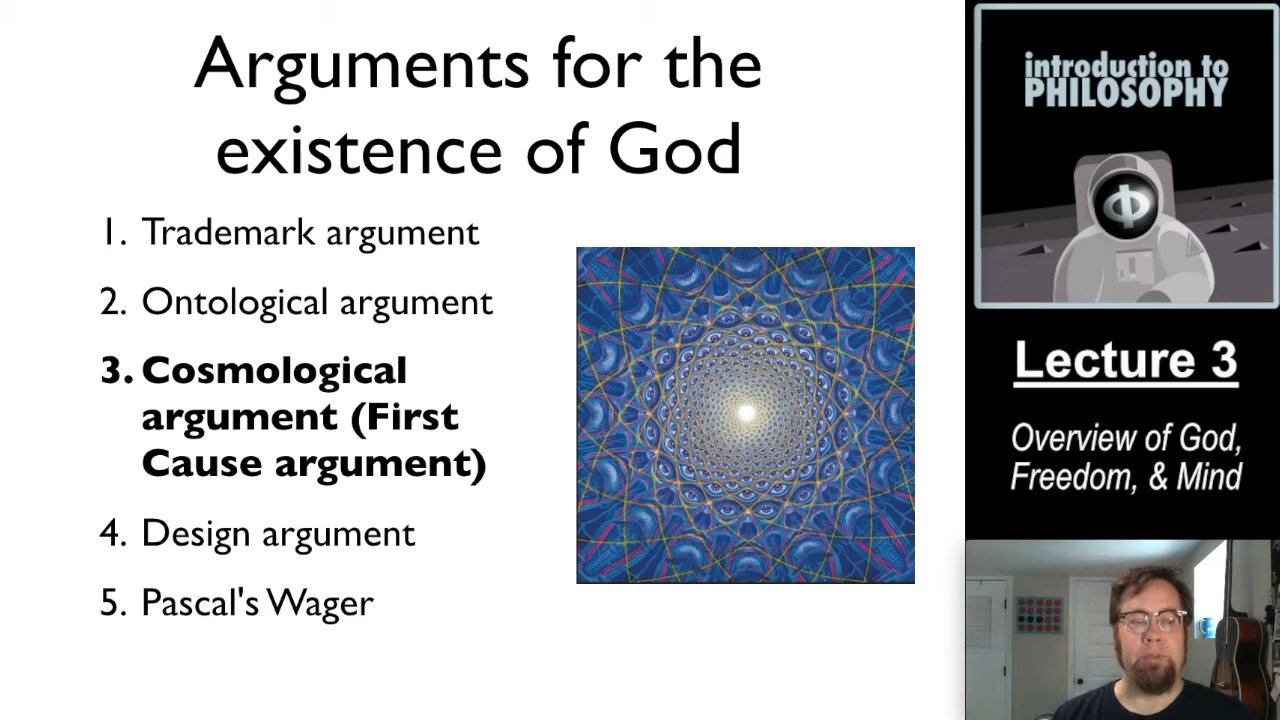 Arguments for the
existence of God
1. Trademark argument
2. Ontological argument
3. Cosmological
argument (First
Cause argument)
4. Design argument
5. Pascal's Wager
introduction to
PHILOSOPHY
Φ
Lecture 3
Overview of God,
Freedom, & Mind